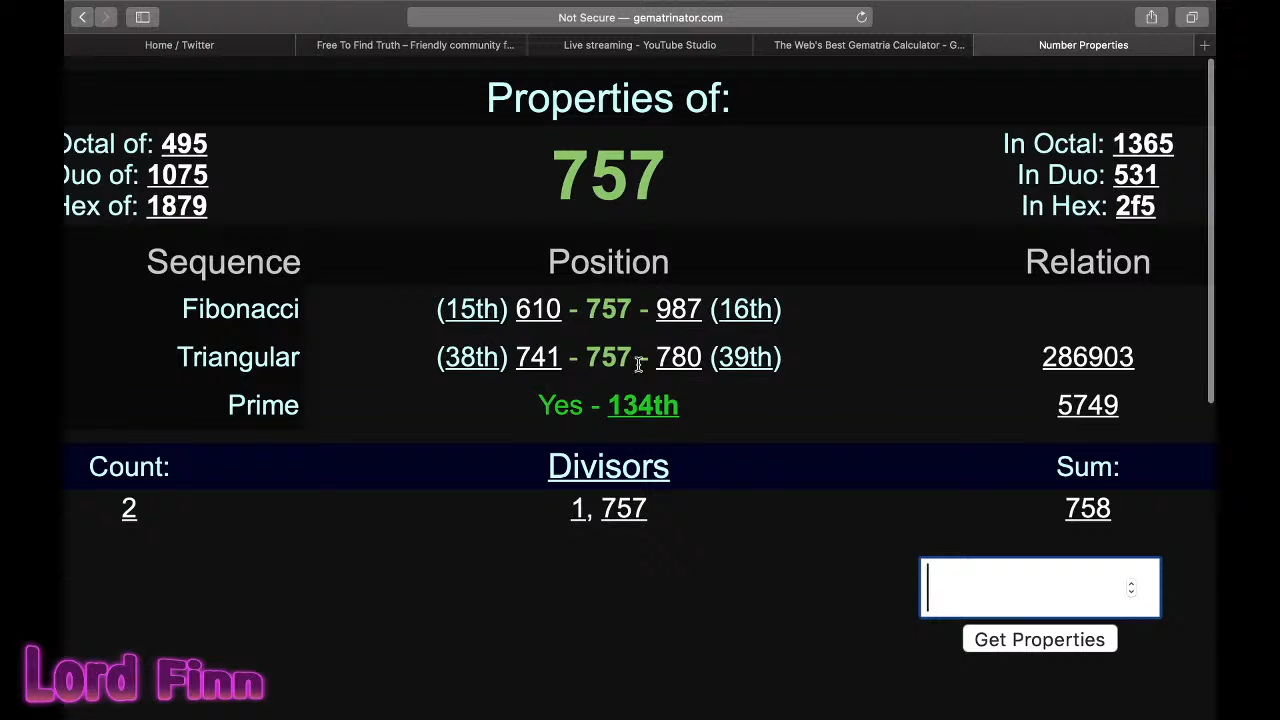 Not Secure — gematrinator.com
Home / Twitter
Free To Find Truth – Friendly community f...
Live streaming - YouTube Studio
The Web's Best Gematria Calculator - G...
Number Properties
Properties of:
Octal of: 495
757
In Octal: 1365
Duo of: 1075
In Duo: 531
Hex of: 1879
In Hex: 2f5
Sequence Position Relation
Fibonacci (15th) 610 - 757 - 987 (16th)
Triangular (38th) 741 - 757 - 780 (39th) 286903
Prime Yes - 134th 5749
Count: Divisors Sum:
2 1, 757 758
Get Properties
Lord Finn